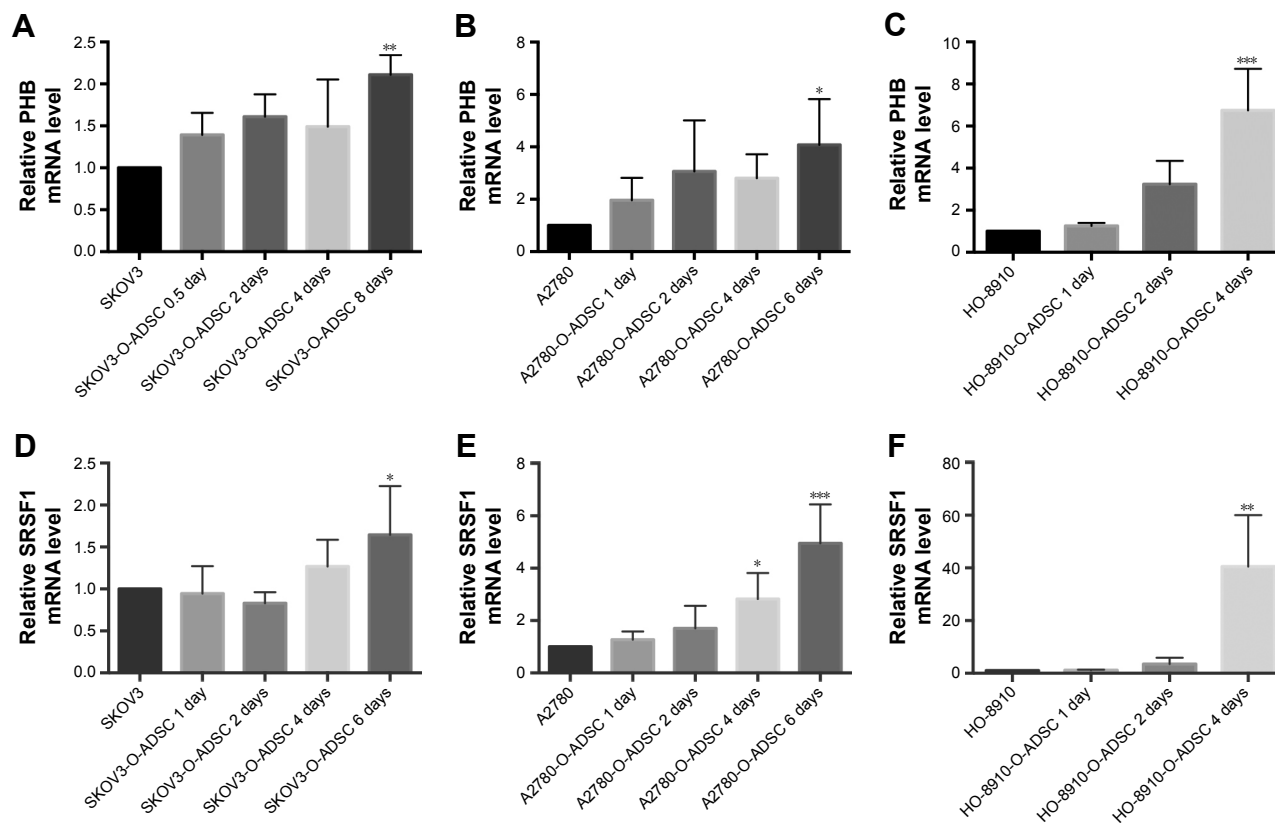 A
Relative PHB
mRNA level
2.5
2.0
1.5
1.0
0.5
0.0
**
SKOV3
SKOV3-O-ADSC 0.5 day
SKOV3-O-ADSC 2 days
SKOV3-O-ADSC 4 days
SKOV3-O-ADSC 8 days
B
Relative PHB
mRNA level
8
6
4
2
0
*
A2780
A2780-O-ADSC 1 day
A2780-O-ADSC 2 days
A2780-O-ADSC 4 days
A2780-O-ADSC 6 days
C
Relative PHB
mRNA level
10
8
6
4
2
0
***
HO-8910
HO-8910-O-ADSC 1 day
HO-8910-O-ADSC 2 days
HO-8910-O-ADSC 4 days
D
Relative SRSF1
mRNA level
2.5
2.0
1.5
1.0
0.5
0.0
*
SKOV3
SKOV3-O-ADSC 1 day
SKOV3-O-ADSC 2 days
SKOV3-O-ADSC 4 days
SKOV3-O-ADSC 6 days
E
Relative SRSF1
mRNA level
8
6
4
2
0
*
***
A2780
A2780-O-ADSC 1 day
A2780-O-ADSC 2 days
A2780-O-ADSC 4 days
A2780-O-ADSC 6 days
F
Relative SRSF1
mRNA level
80
60
40
20
0
**
HO-8910
HO-8910-O-ADSC 1 day
HO-8910-O-ADSC 2 days
HO-8910-O-ADSC 4 days